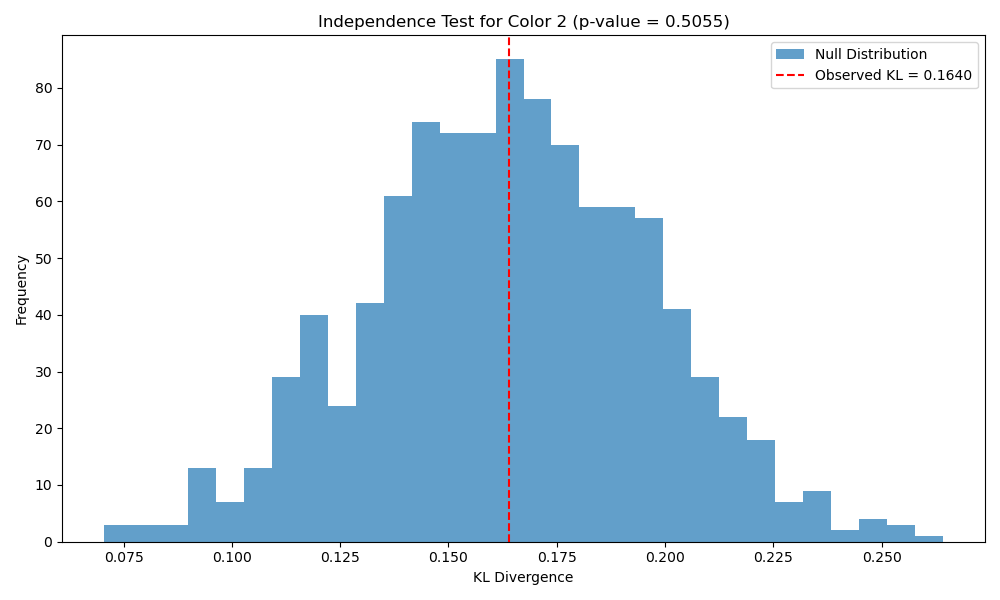 Independence Test for Color 2 (p-value = 0.5055)
Null Distribution
Observed KL = 0.1640
Frequency
80
70
60
50
40
30
20
10
0
0.075 0.100 0.125 0.150 0.175 0.200 0.225 0.250
KL Divergence